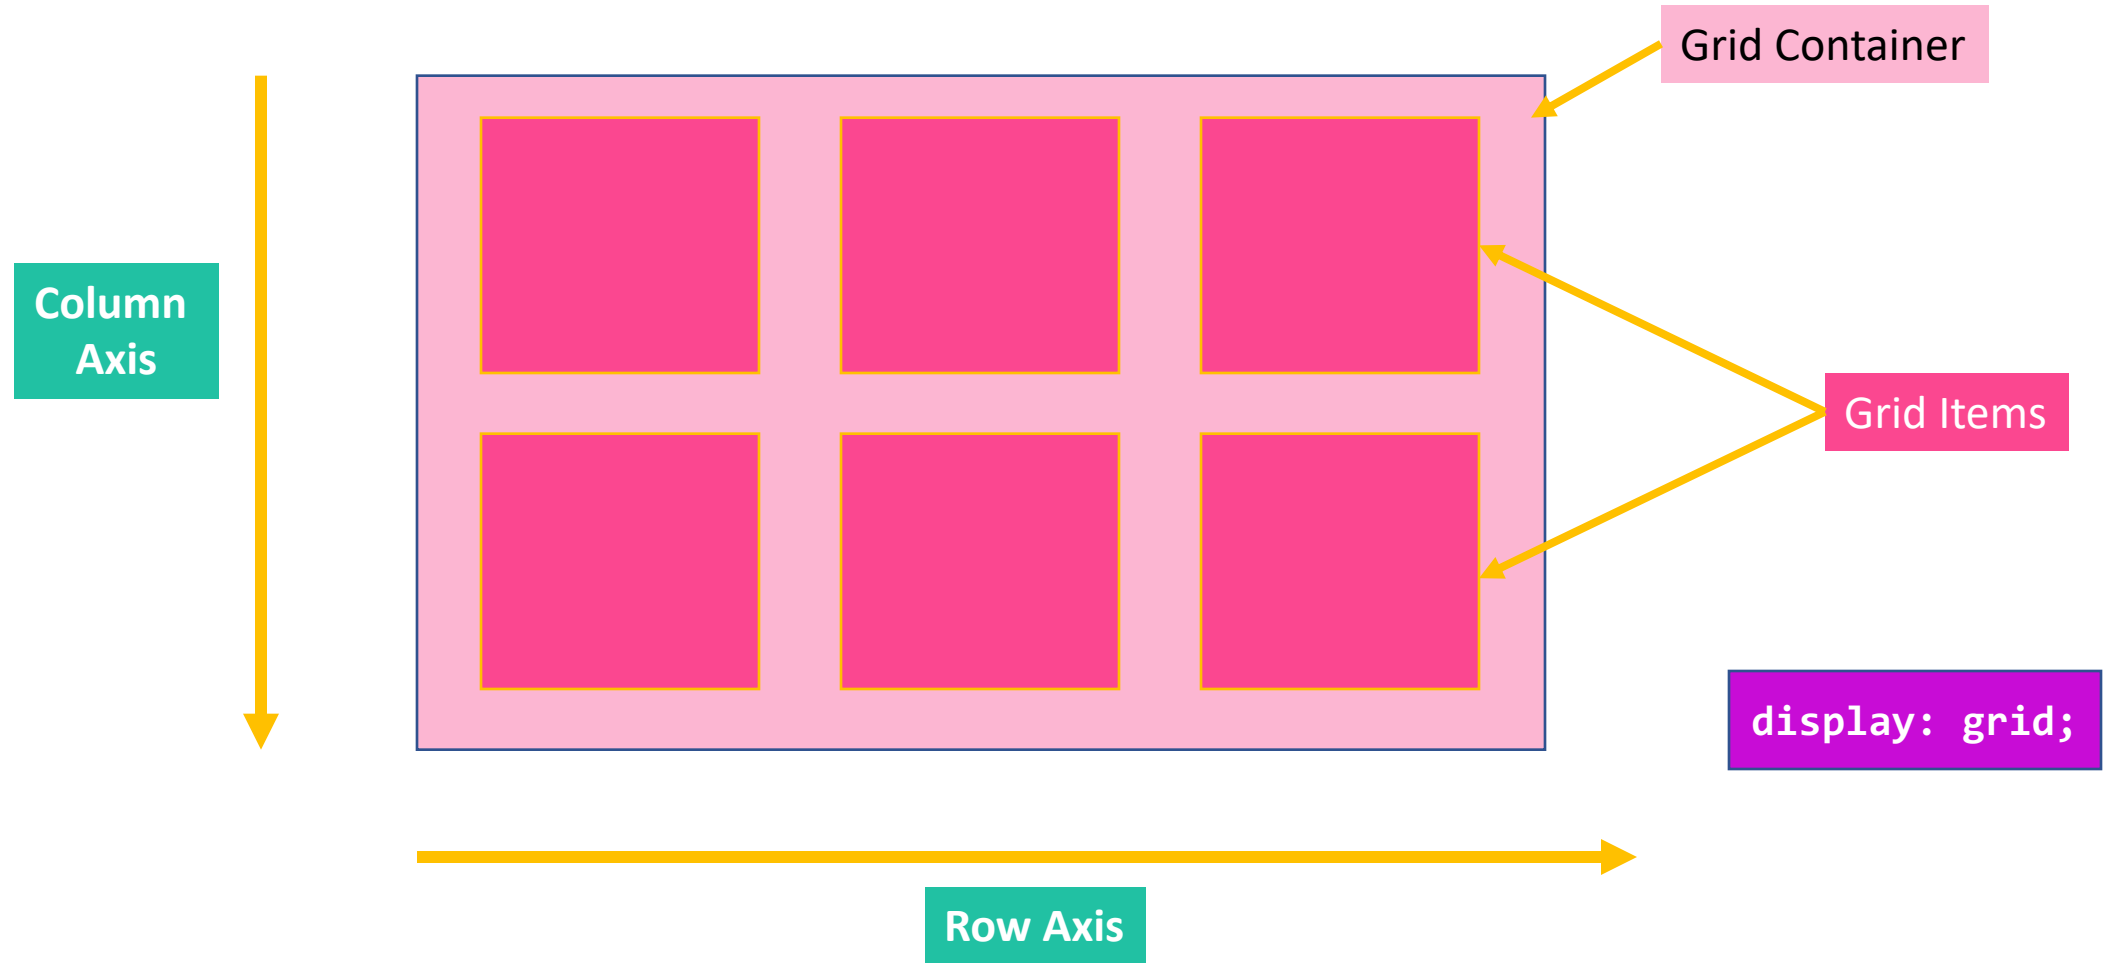 Grid Container
Column
Axis
Grid Items
display: grid;
Row Axis